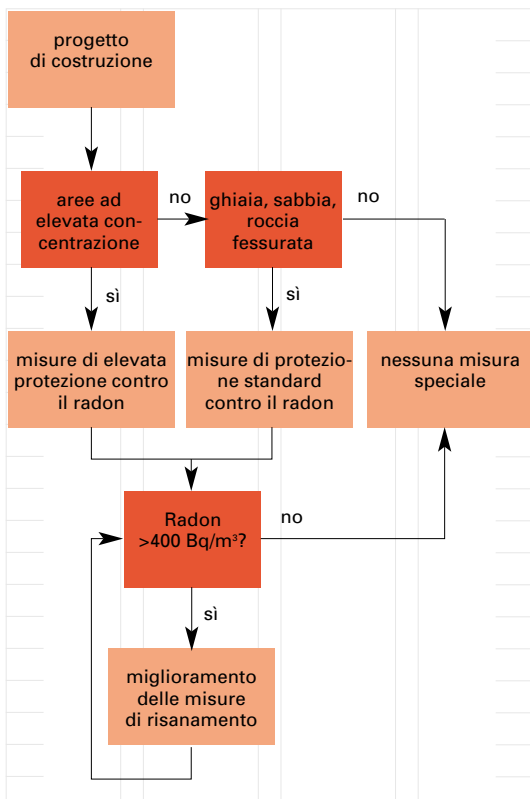 progetto
di costruzione
aree ad
elevata con-
centrazione
no
ghiaia, sabbia,
roccia
fessurata
no
sì
sì
misure di elevata
protezione contro
il radon
misure di protezio-
ne standard
contro il radon
nessuna misura
speciale
Radon
>400 Bq/m³?
no
sì
miglioramento
delle misure
di risanamento